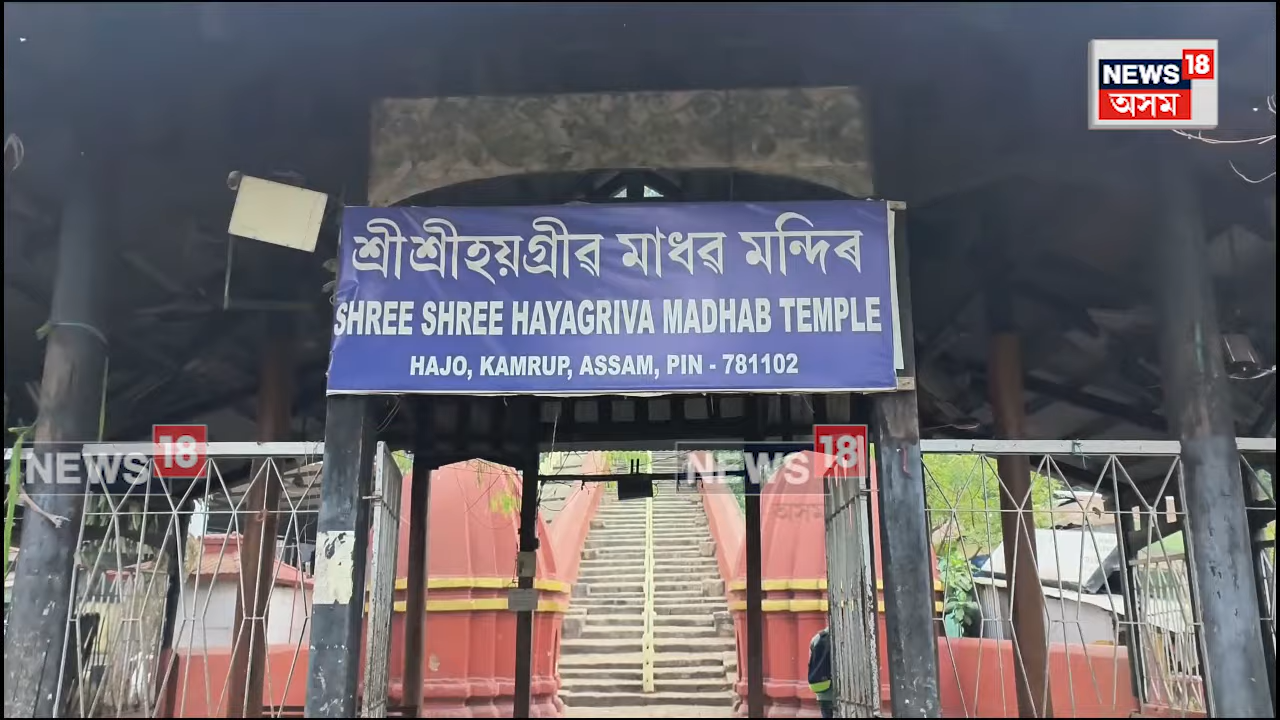 NEWS 18
অসম
শ্রীশ্রীহয়গ্রীৱ মাধৱ মন্দিৰ
SHREE SHREE HAYAGRIVA MADHAB TEMPLE
HAJO, KAMRUP, ASSAM, PIN - 781102
NEWS 18
NEWS 18
অসম